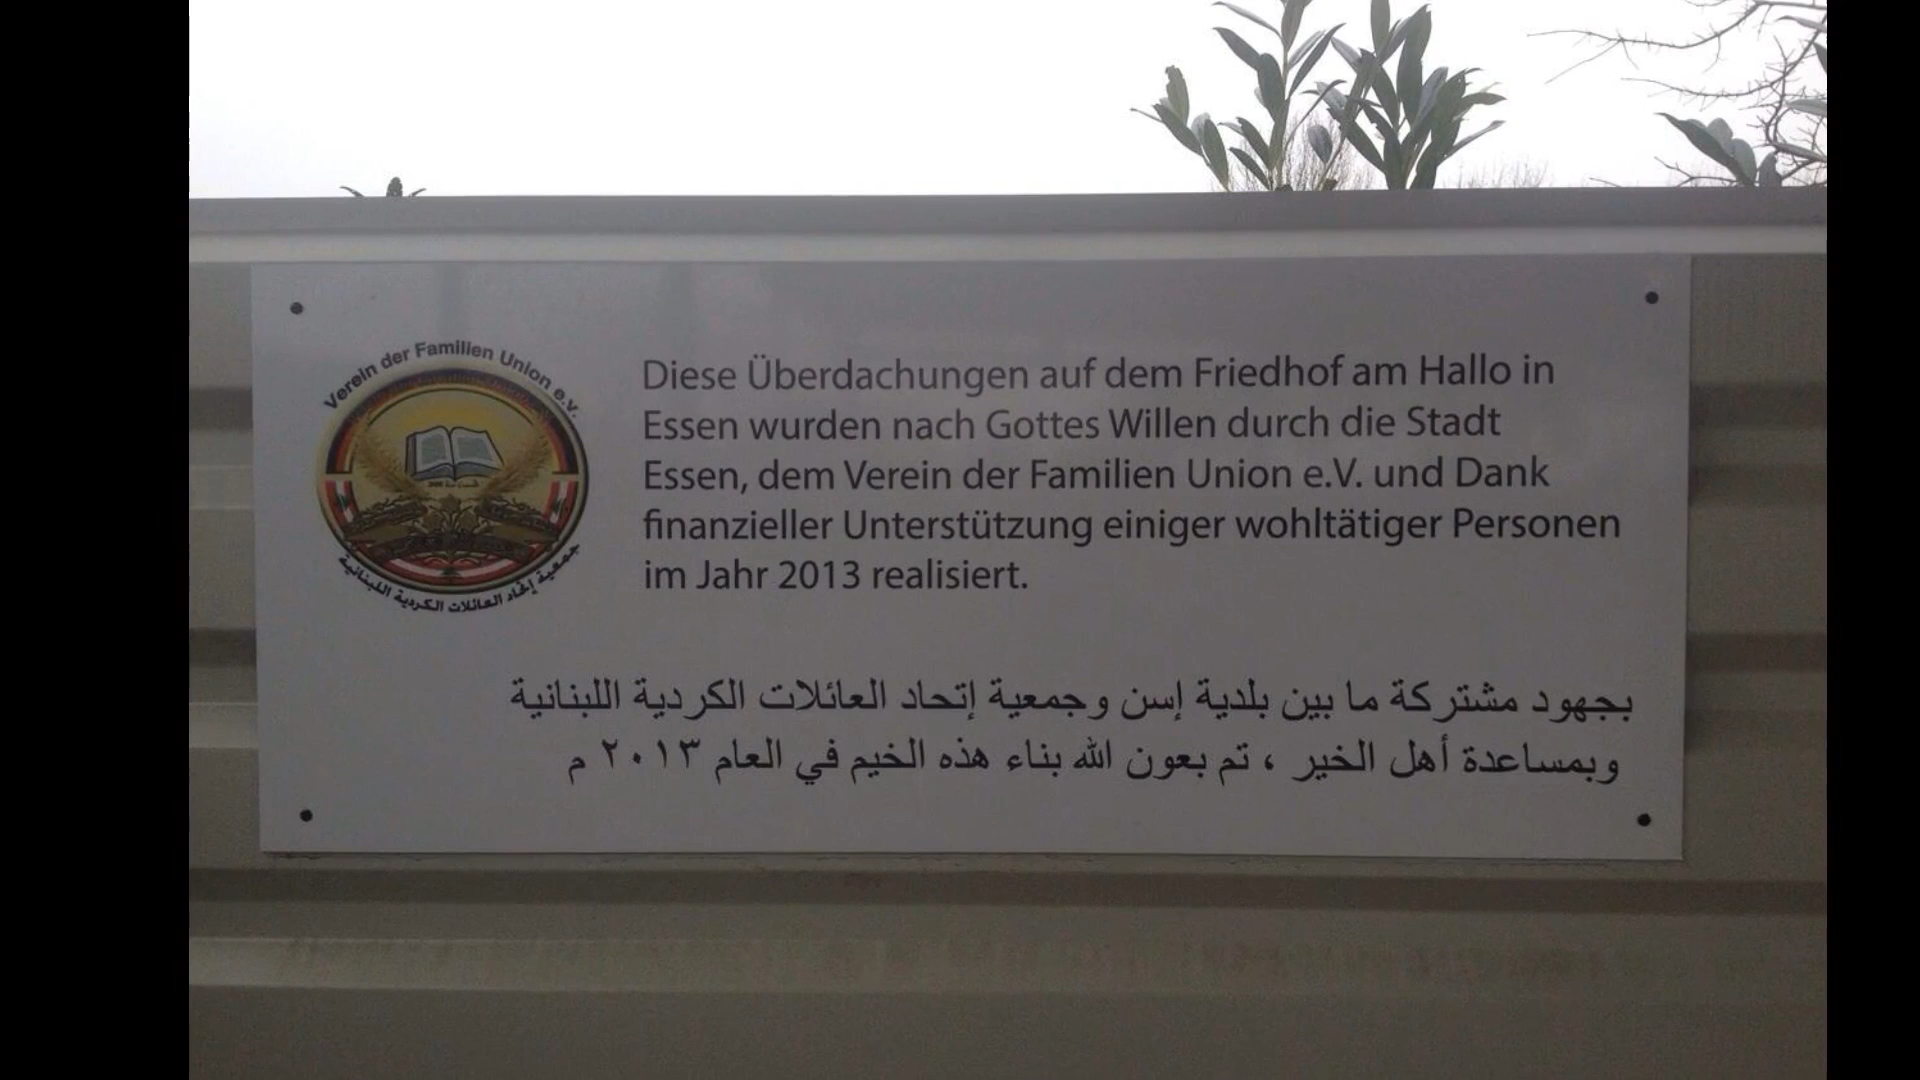 Verein der Familien Union e.V.
جمعية إتحاد العائلات الكردية اللبنانية
Diese Überdachungen auf dem Friedhof am Hallo in
Essen wurden nach Gottes Willen durch die Stadt
Essen, dem Verein der Familien Union e.V. und Dank
finanzieller Unterstützung einiger wohltätiger Personen
im Jahr 2013 realisiert.
بجهود مشتركة ما بين بلدية إسن وجمعية إتحاد العائلات الكردية اللبنانية
وبمساعدة أهل الخير ، تم بعون الله بناء هذه الخيم في العام ٢٠١٣ م